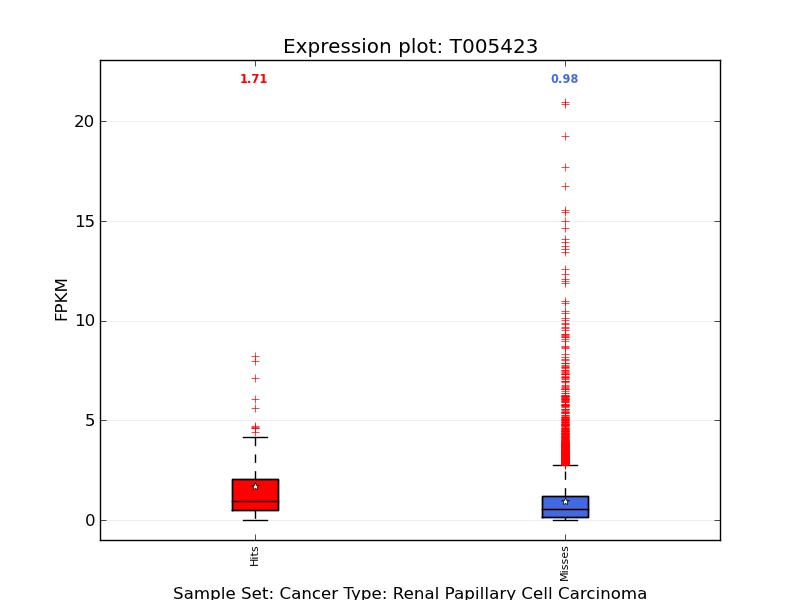 Expression plot: T005423
1.71
0.98
20
15
10
5
0
FPKM
Hits
Misses
Sample Set: Cancer Type: Renal Papillary Cell Carcinoma